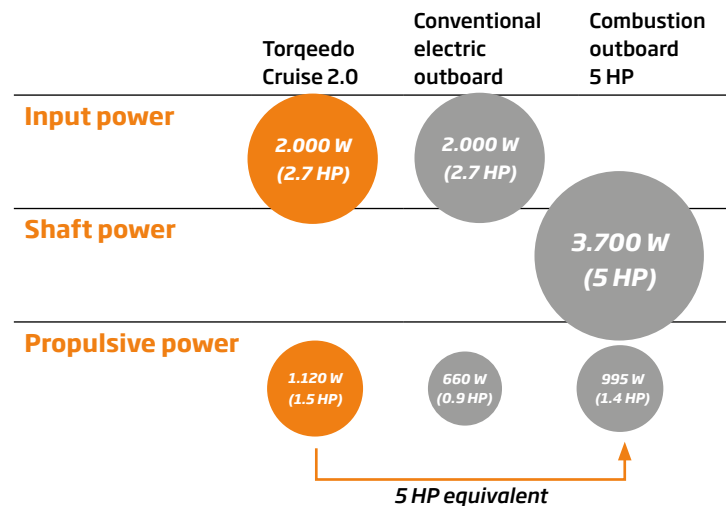 Torqeedo
Cruise 2.0
Conventional
electric
outboard
Combustion
outboard
5 HP
Input power
2.000 W
(2.7 HP)
2.000 W
(2.7 HP)
Shaft power
3.700 W
(5 HP)
Propulsive power
1.120 W
(1.5 HP)
660 W
(0.9 HP)
995 W
(1.4 HP)
5 HP equivalent